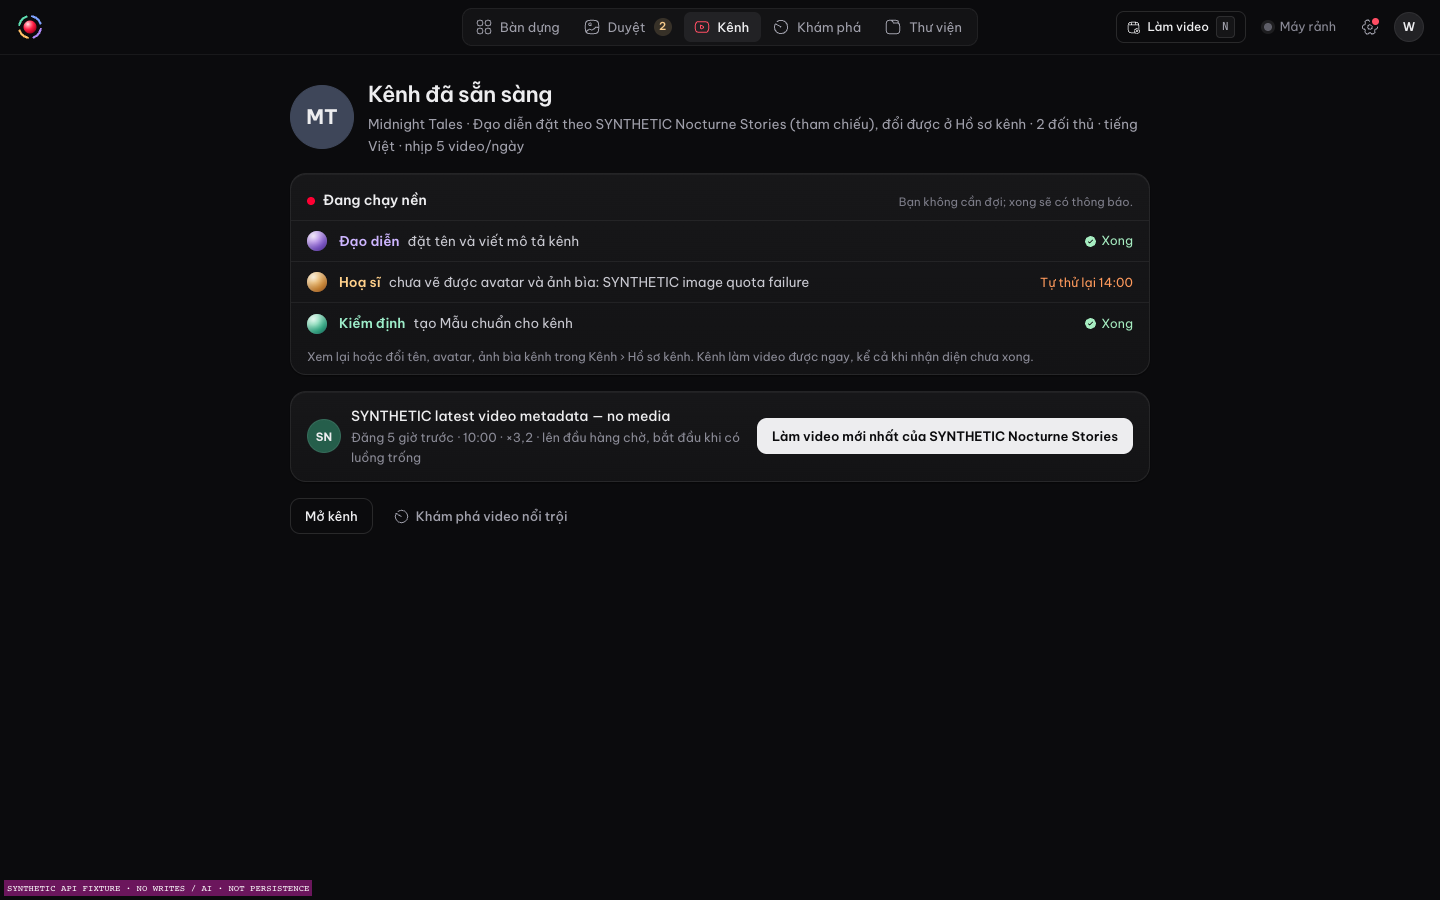 Bàn dựng
Duyệt 2
Kênh
Khám phá
Thư viện
Làm video N
Máy rảnh
W
MT
Kênh đã sẵn sàng
Midnight Tales · Đạo diễn đặt theo SYNTHETIC Nocturne Stories (tham chiếu), đổi được ở Hồ sơ kênh · 2 đối thủ · tiếng
Việt · nhịp 5 video/ngày
Đang chạy nền
Bạn không cần đợi; xong sẽ có thông báo.
Đạo diễn đặt tên và viết mô tả kênh
Xong
Hoạ sĩ chưa vẽ được avatar và ảnh bìa: SYNTHETIC image quota failure
Tự thử lại 14:00
Kiểm định tạo Mẫu chuẩn cho kênh
Xong
Xem lại hoặc đổi tên, avatar, ảnh bìa kênh trong Kênh › Hồ sơ kênh. Kênh làm video được ngay, kể cả khi nhận diện chưa xong.
SN
SYNTHETIC latest video metadata — no media
Đăng 5 giờ trước · 10:00 · ×3,2 · lên đầu hàng chờ, bắt đầu khi có
luồng trống
Làm video mới nhất của SYNTHETIC Nocturne Stories
Mở kênh
Khám phá video nổi trội
SYNTHETIC API FIXTURE · NO WRITES / AI · NOT PERSISTENCE